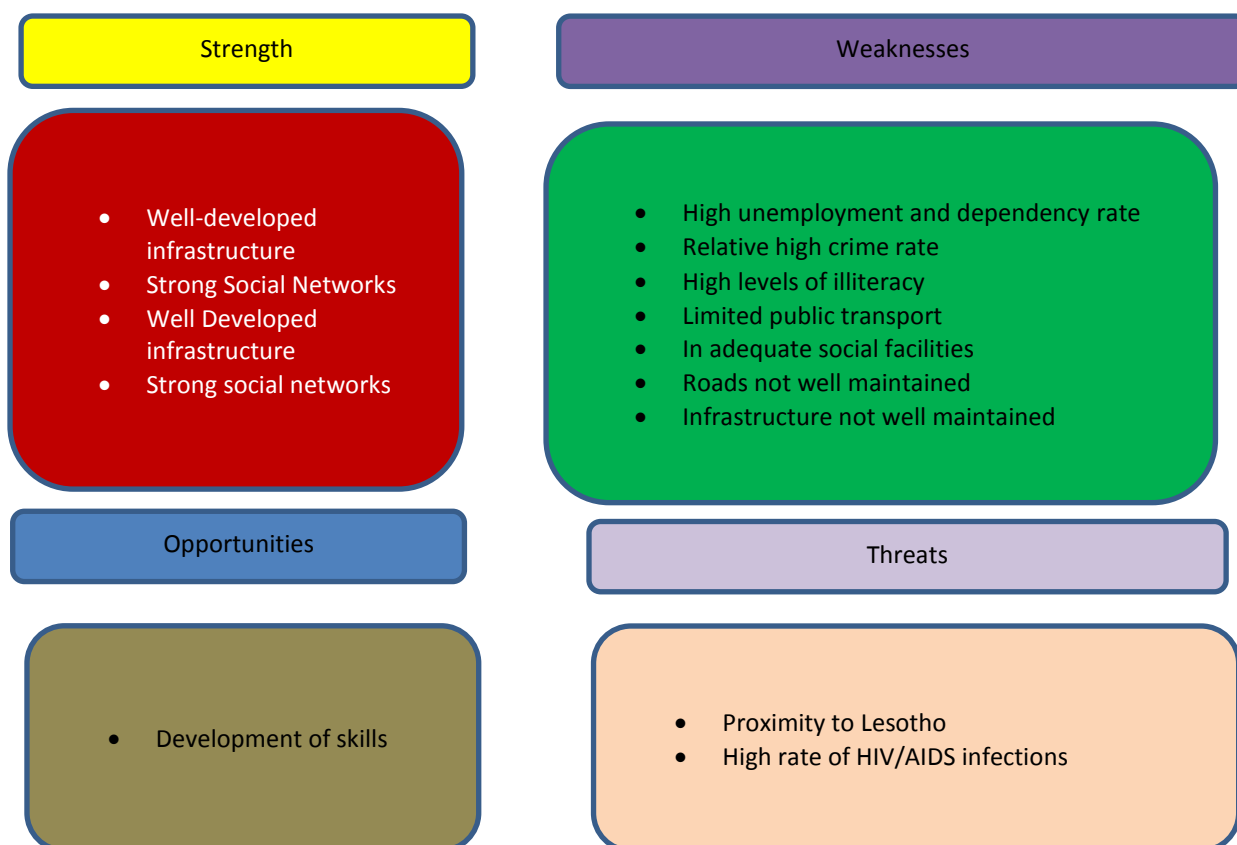 Strength
Weaknesses
• Well-developed
infrastructure
• Strong Social Networks
• Well Developed
infrastructure
• Strong social networks
• High unemployment and dependency rate
• Relative high crime rate
• High levels of illiteracy
• Limited public transport
• In adequate social facilities
• Roads not well maintained
• Infrastructure not well maintained
Opportunities
Threats
• Development of skills
• Proximity to Lesotho
• High rate of HIV/AIDS infections